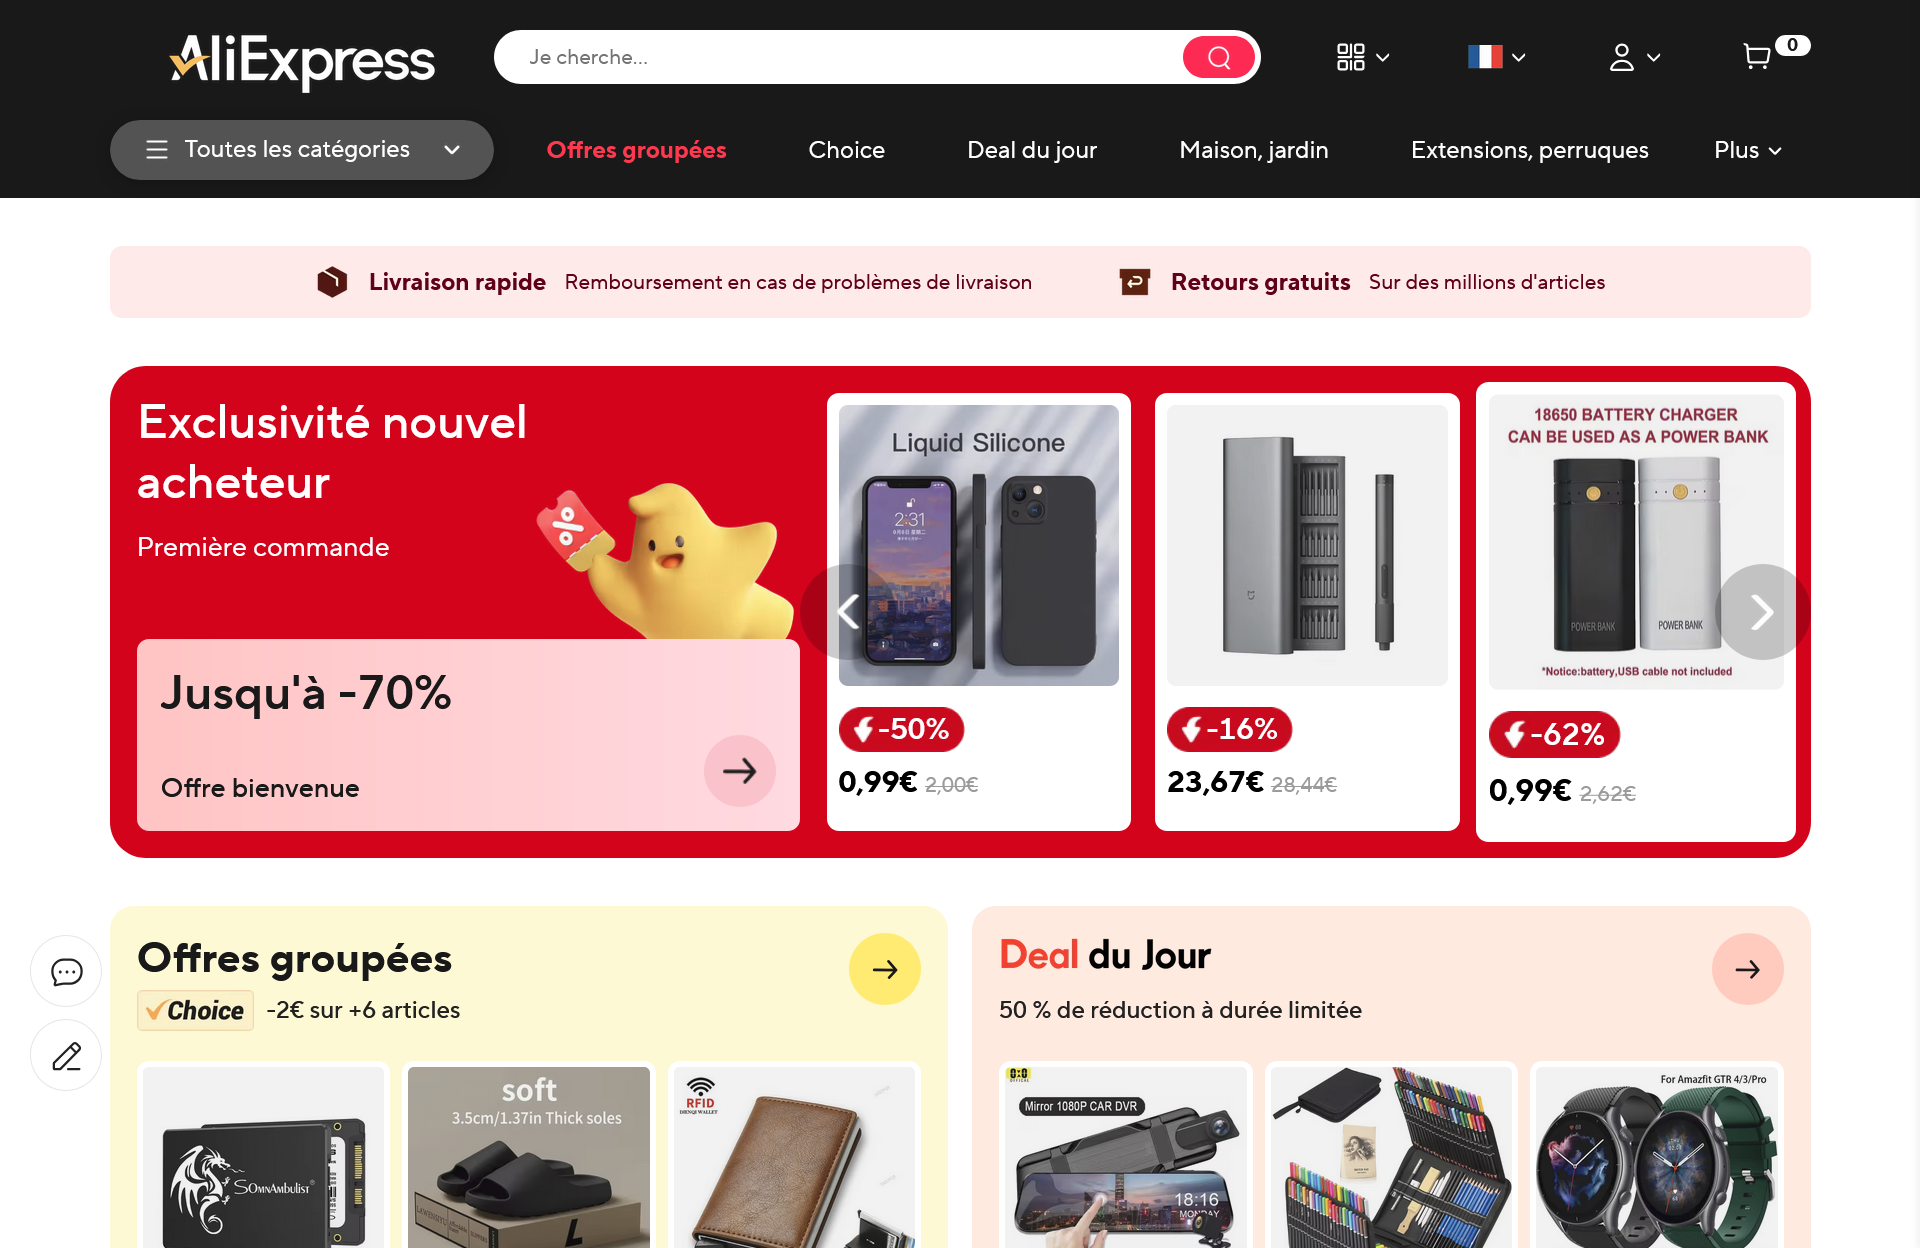 AliExpress
Je cherche...
0
Toutes les catégories
Offres groupées
Choice
Deal du jour
Maison, jardin
Extensions, perruques
Plus
Livraison rapide
Remboursement en cas de problèmes de livraison
Retours gratuits
Sur des millions d'articles
Exclusivité nouvel
acheteur
Première commande
%
Jusqu'à -70%
Offre bienvenue
Liquid Silicone
2:31
-50%
0,99€ 2,00€
-16%
23,67€ 28,44€
18650 BATTERY CHARGER
CAN BE USED AS A POWER BANK
POWER BANK
POWER BANK
*Notice:battery,USB cable not included
-62%
0,99€ 2,62€
Offres groupées
Choice
-2€ sur +6 articles
SOMNAMBULIST
soft
3.5cm/1.37in Thick soles
RFID
DIENQI WALLET
Deal du Jour
50 % de réduction à durée limitée
Mirror 1080P CAR DVR
18:16
MONDAY
For Amazfit GTR 4/3/Pro